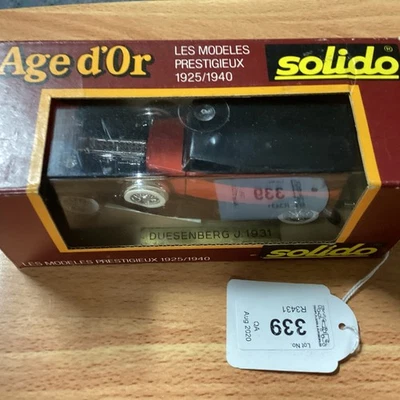 Age d'Or
LES MODELES
PRESTIGIEUX
1925/1940
solido®
339
DUESENBERG J 1931
LES MODELES PRESTIGIEUX 1925/1940
solido
Lot No
339
OA
Aug 2020
R3431